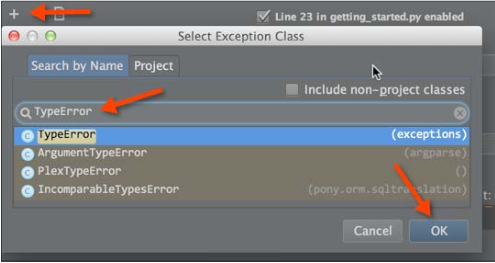 Line 23 in getting_started.py enabled
Select Exception Class
Search by Name Project
Include non-project classes
TypeError
TypeError (exceptions)
ArgumentTypeError (argparse)
PlexTypeError ()
IncomparableTypesError (pony.orm.sqltranslation)
Cancel OK